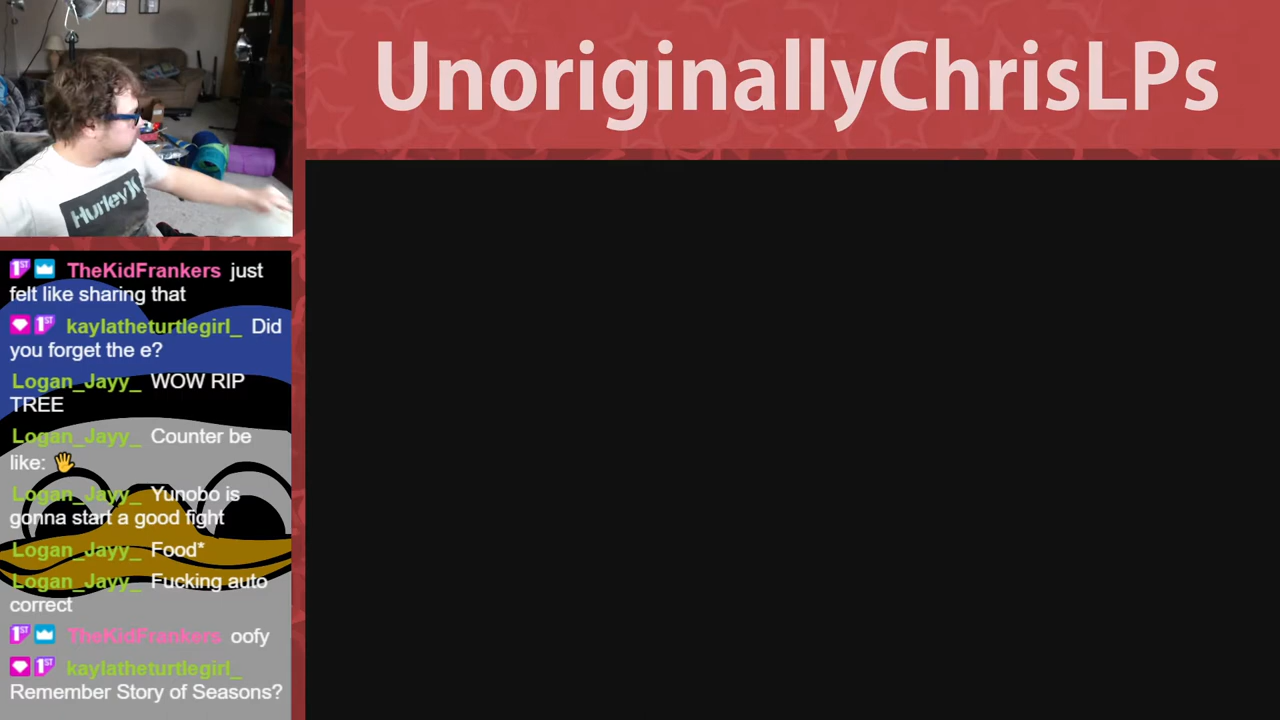 UnoriginallyChrisLPs
Hurley
TheKidFrankers just
felt like sharing that
kaylatheturtlegirl_ Did
you forget the e?
Logan_Jayy_ WOW RIP
TREE
Logan_Jayy_ Counter be
like: 🖐
Logan_Jayy_ Yunobo is
gonna start a good fight
Logan_Jayy_ Food*
Logan_Jayy_ Fucking auto
correct
TheKidFrankers oofy
kaylatheturtlegirl_
Remember Story of Seasons?